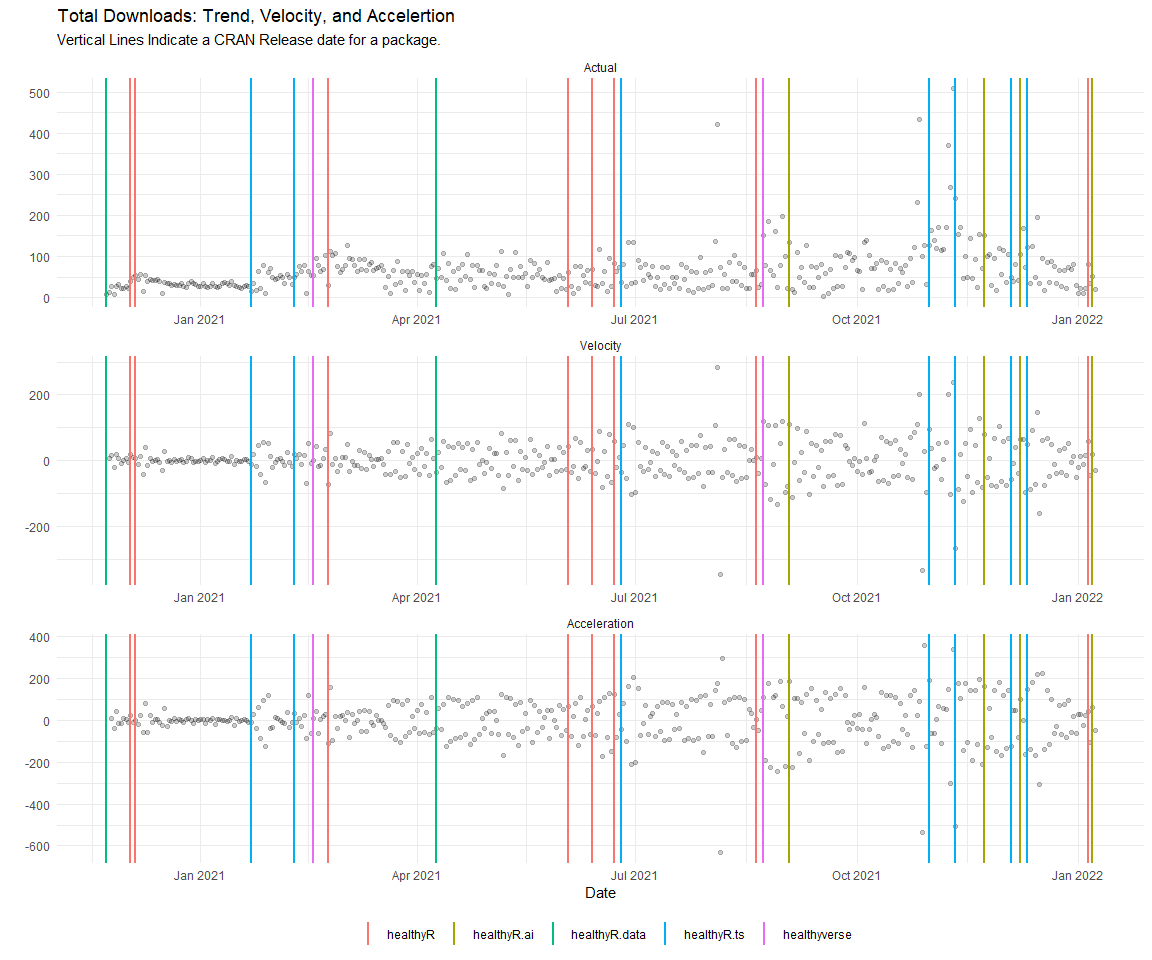 Total Downloads: Trend, Velocity, and Accelertion
Vertical Lines Indicate a CRAN Release date for a package.
Actual
500
400
300
200
100
0
Jan 2021 Apr 2021 Jul 2021 Oct 2021 Jan 2022
Velocity
200
0
-200
Jan 2021 Apr 2021 Jul 2021 Oct 2021 Jan 2022
Acceleration
400
200
0
-200
-400
-600
Jan 2021 Apr 2021 Jul 2021 Oct 2021 Jan 2022
Date
healthyR healthyR.ai healthyR.data healthyR.ts healthyverse